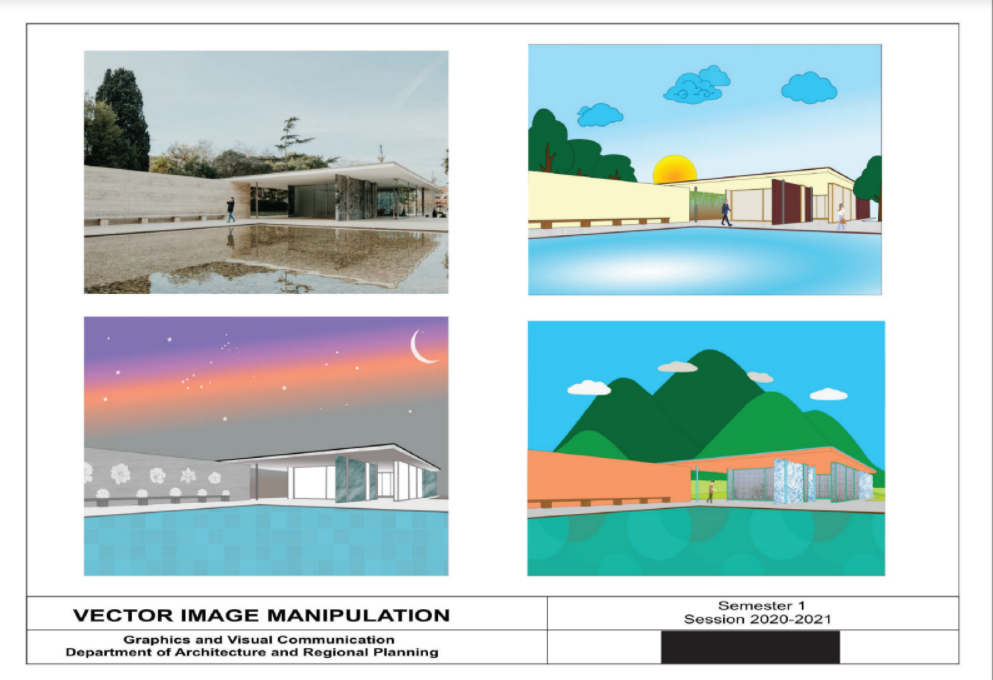 VECTOR IMAGE MANIPULATION
Graphics and Visual Communication
Department of Architecture and Regional Planning
Semester 1
Session 2020-2021